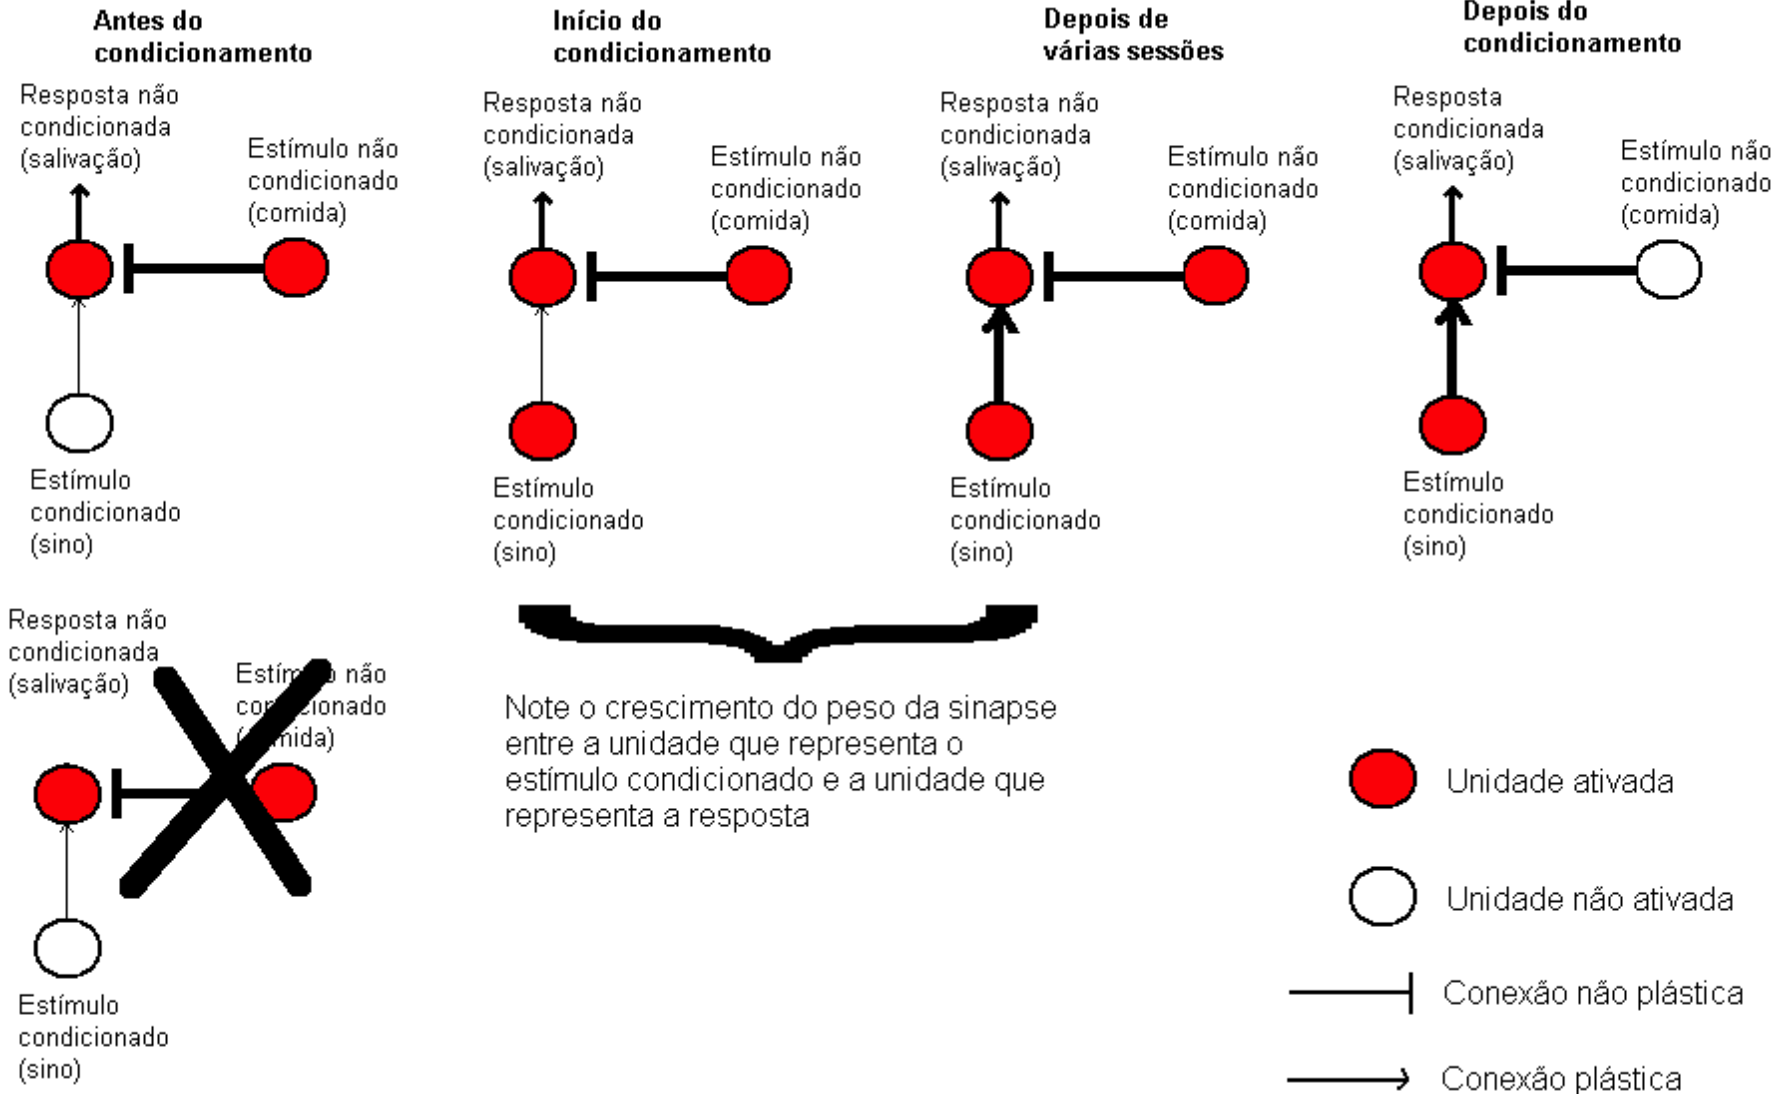 Antes do
condicionamento
Resposta não
condicionada
(salivação)
Estímulo não
condicionado
(comida)
Estímulo
condicionado
(sino)
Início do
condicionamento
Resposta não
condicionada
(salivação)
Estímulo não
condicionado
(comida)
Estímulo
condicionado
(sino)
Depois de
várias sessões
Resposta não
condicionada
(salivação)
Estímulo não
condicionado
(comida)
Estímulo
condicionado
(sino)
Depois do
condicionamento
Resposta
condicionada
(salivação)
Estímulo não
condicionado
(comida)
Estímulo
condicionado
(sino)
Resposta não
condicionada
(salivação)
Estímulo não
condicionado
(comida)
Estímulo
condicionado
(sino)
Note o crescimento do peso da sinapse
entre a unidade que representa o
estímulo condicionado e a unidade que
representa a resposta
Unidade ativada
Unidade não ativada
Conexão não plástica
Conexão plástica